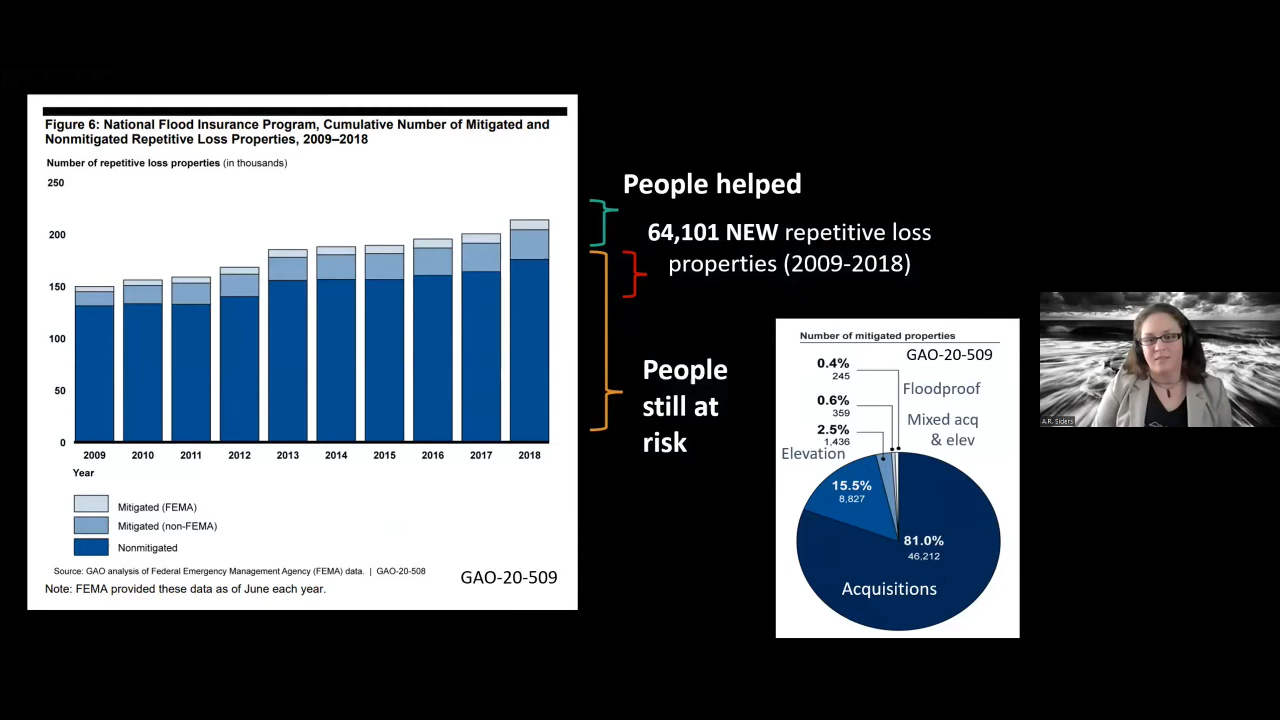 Figure 6: National Flood Insurance Program, Cumulative Number of Mitigated and
Nonmitigated Repetitive Loss Properties, 2009–2018
Number of repetitive loss properties (in thousands)
250
200
150
100
50
0
2009 2010 2011 2012 2013 2014 2015 2016 2017 2018
Year
Mitigated (FEMA)
Mitigated (non-FEMA)
Nonmitigated
Source: GAO analysis of Federal Emergency Management Agency (FEMA) data. | GAO-20-508
GAO-20-509
Note: FEMA provided these data as of June each year.
People helped
64,101 NEW repetitive loss
properties (2009-2018)
People
still at
risk
Number of mitigated properties
GAO-20-509
0.4%
245
Floodproof
0.6%
359
Mixed acq
& elev
2.5%
1,436
Elevation
15.5%
8,827
81.0%
46,212
Acquisitions
A.R. Siders